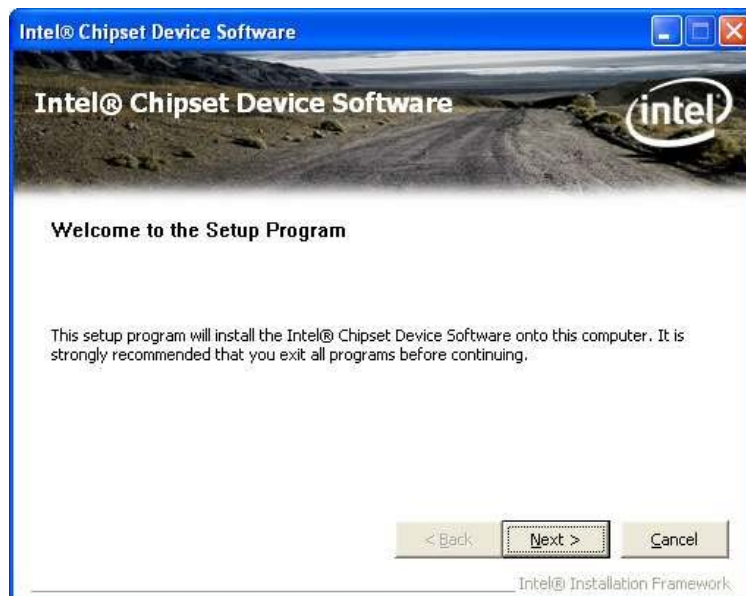 Intel® Chipset Device Software
Intel® Chipset Device Software
intel
Welcome to the Setup Program
This setup program will install the Intel® Chipset Device Software onto this computer. It is
strongly recommended that you exit all programs before continuing.
< Back
Next >
Cancel
Intel® Installation Framework